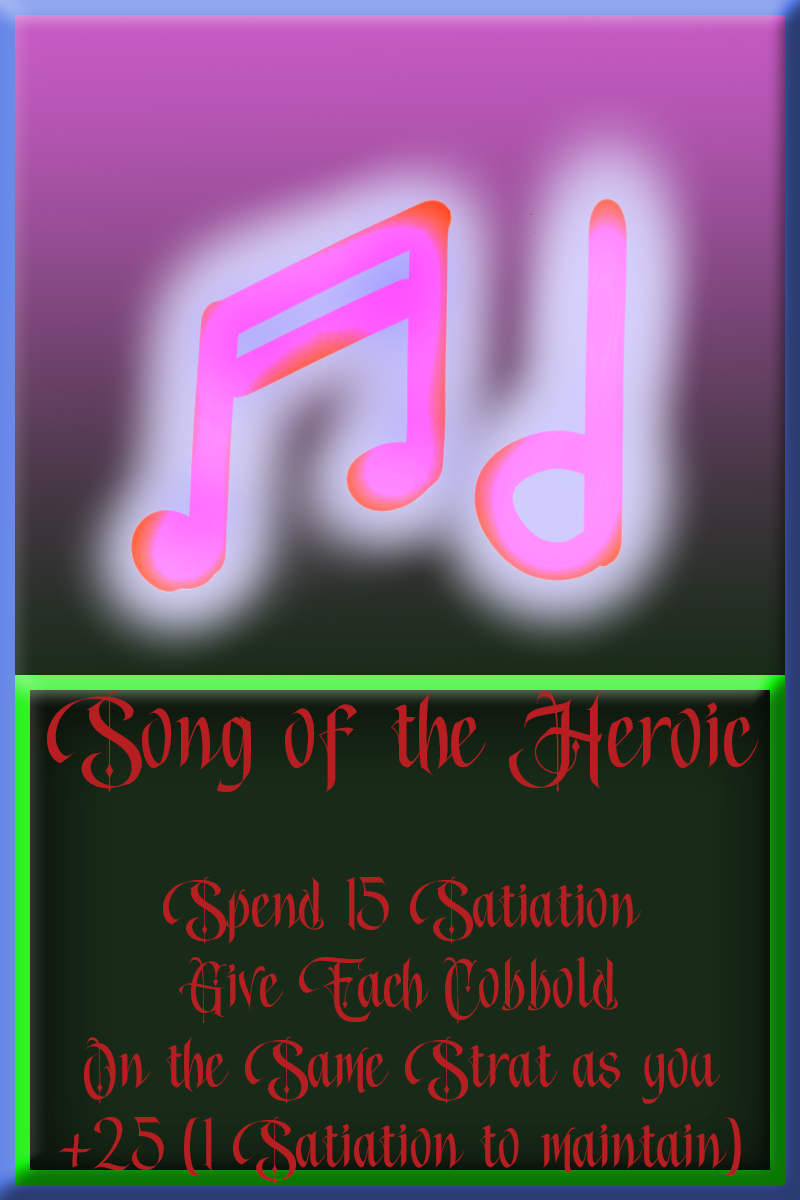 Song of the Heroic
Spend 15 Satiation
Give Each Cobbold
On the Same Strat as you
+25 (1 Satiation to maintain)